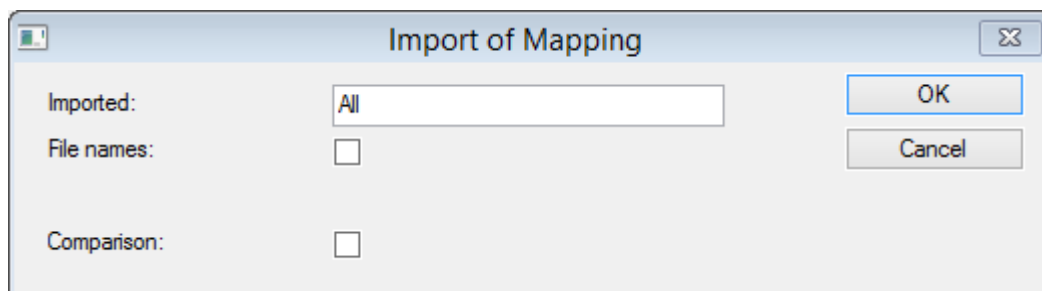 Import of Mapping
Imported: All OK
File names: Cancel
Comparison: